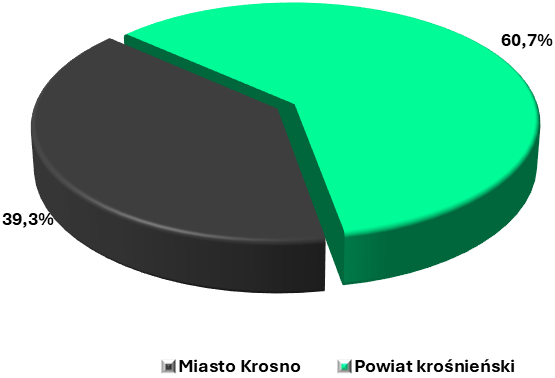 60,7%
39,3%
Miasto Krosno
Powiat krośnieński